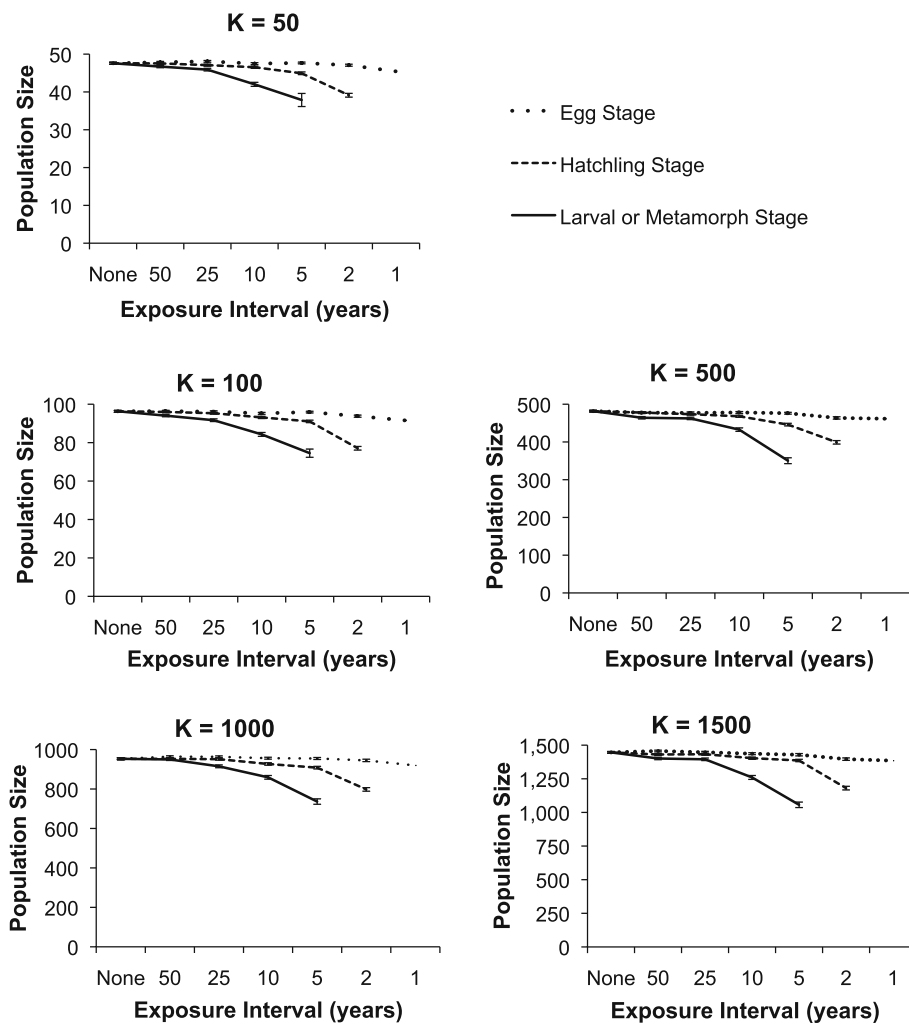 K = 50
50
40
30
20
10
0
Population Size
None 50 25 10 5 2 1
Exposure Interval (years)
Egg Stage
Hatchling Stage
Larval or Metamorph Stage
K = 100
100
80
60
40
20
0
Population Size
None 50 25 10 5 2 1
Exposure Interval (years)
K = 500
500
400
300
200
100
0
Population Size
None 50 25 10 5 2 1
Exposure Interval (years)
K = 1000
1000
800
600
400
200
0
Population Size
None 50 25 10 5 2 1
Exposure Interval (years)
K = 1500
1,500
1,250
1,000
750
500
250
0
Population Size
None 50 25 10 5 2 1
Exposure Interval (years)